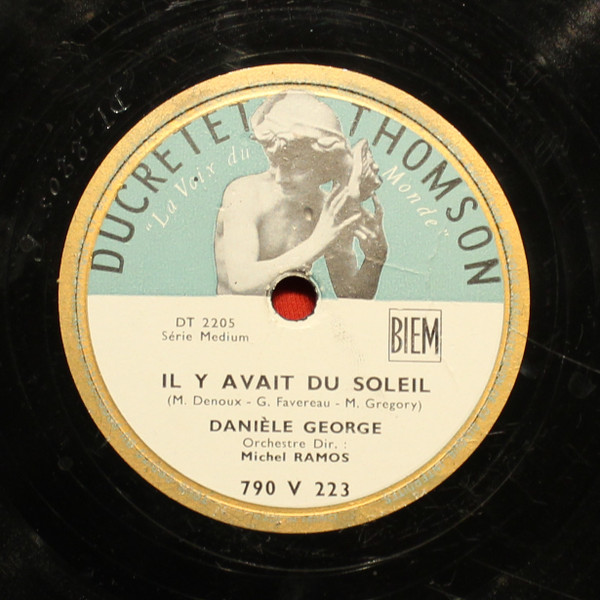 DUCRETET THOMSON
"La Voix du Monde"
DT 2205
Série Medium
BIEM
IL Y AVAIT DU SOLEIL
(M. Denoux - G. Favereau - M. Gregory)
DANIÈLE GEORGE
Orchestre Dir. :
Michel RAMOS
790 V 223